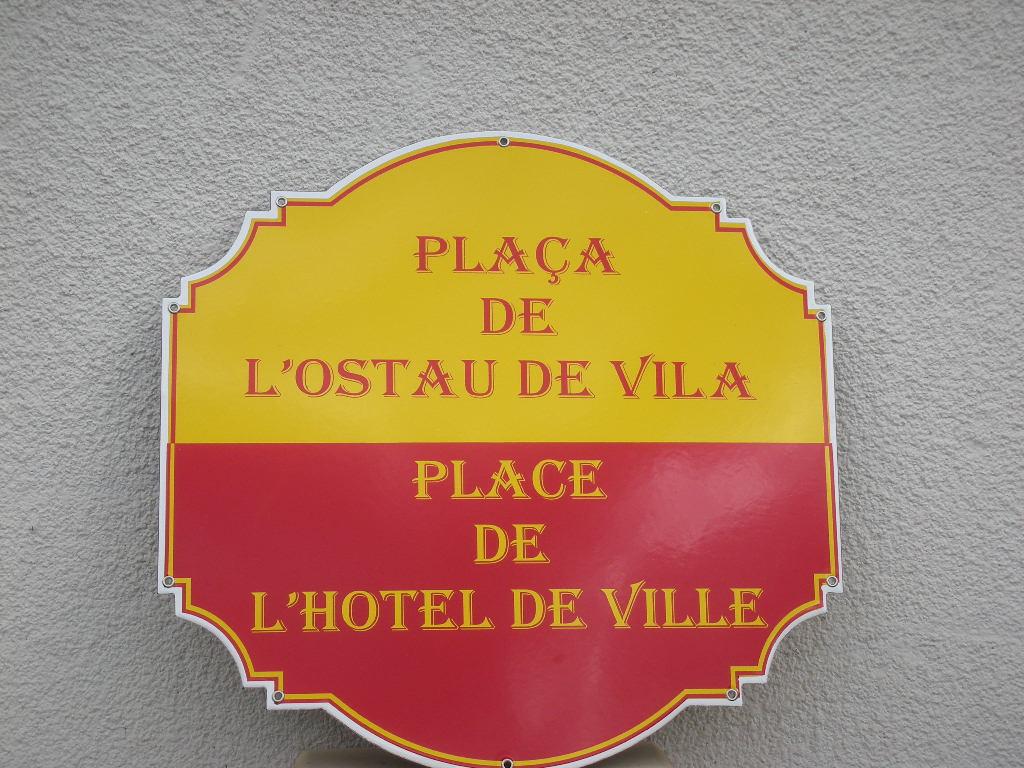 PLAÇA
DE
L'OSTAU DE VILA
PLACE
DE
L'HOTEL DE VILLE